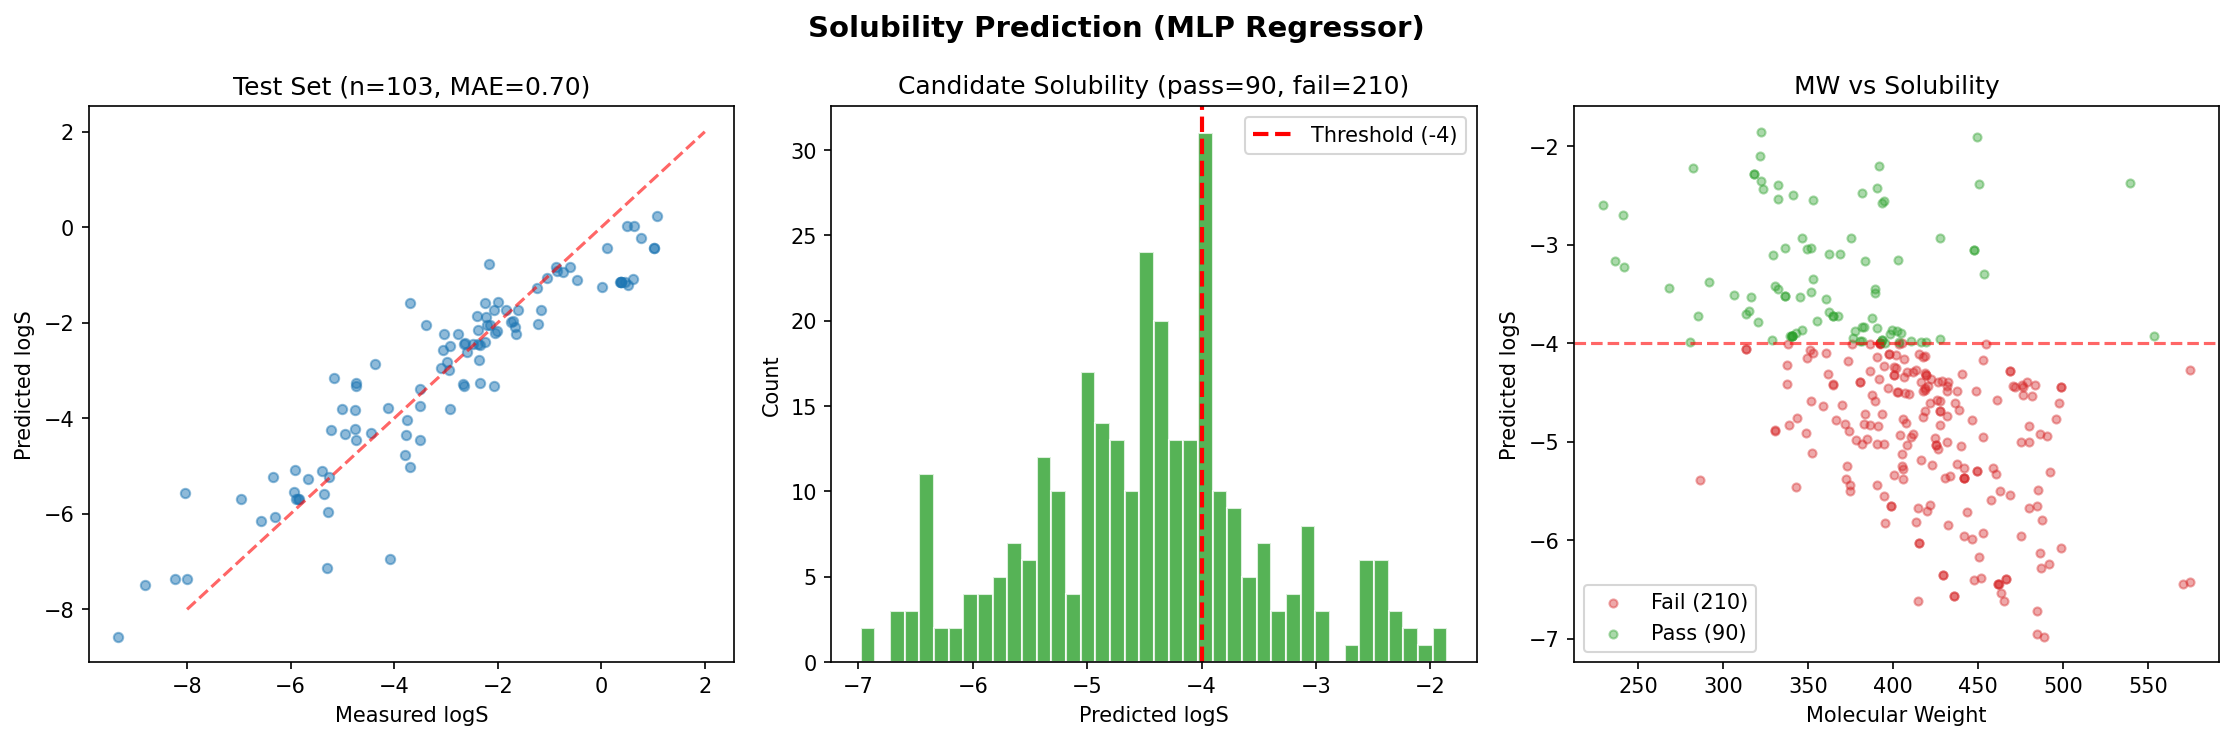 Solubility Prediction (MLP Regressor)
Test Set (n=103, MAE=0.70)
Predicted logS
2
0
−2
−4
−6
−8
−8 −6 −4 −2 0 2
Measured logS
Candidate Solubility (pass=90, fail=210)
Threshold (-4)
Count
30
25
20
15
10
5
0
−7 −6 −5 −4 −3 −2
Predicted logS
MW vs Solubility
Predicted logS
−2
−3
−4
−5
−6
−7
Fail (210)
Pass (90)
250 300 350 400 450 500 550
Molecular Weight